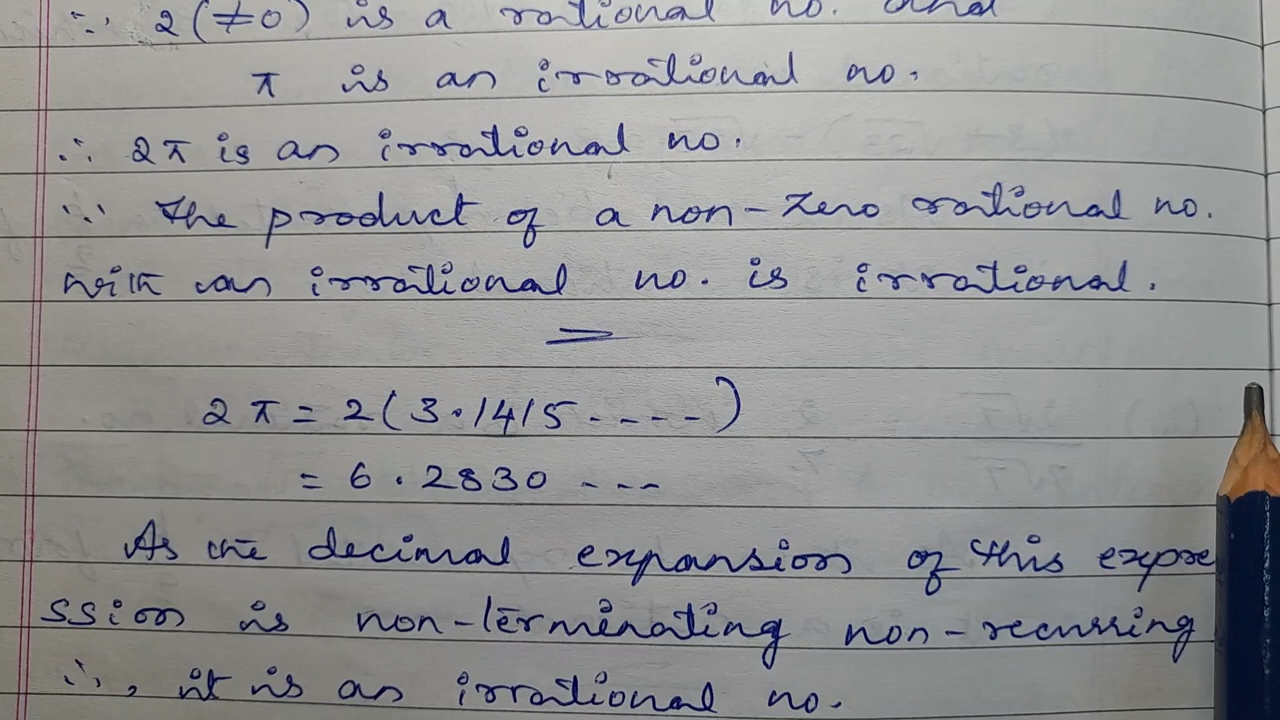 ∵ 2 (≠0) is a rational no. and
π is an irrational no.
∴ 2π is an irrational no.
∵ The product of a non-zero rational no.
with an irrational no. is irrational.
2π = 2(3.1415-----)
= 6.2830 ---
As the decimal expansion of this expre
ssion is non-terminating non-recurring
∴, it is an irrational no.